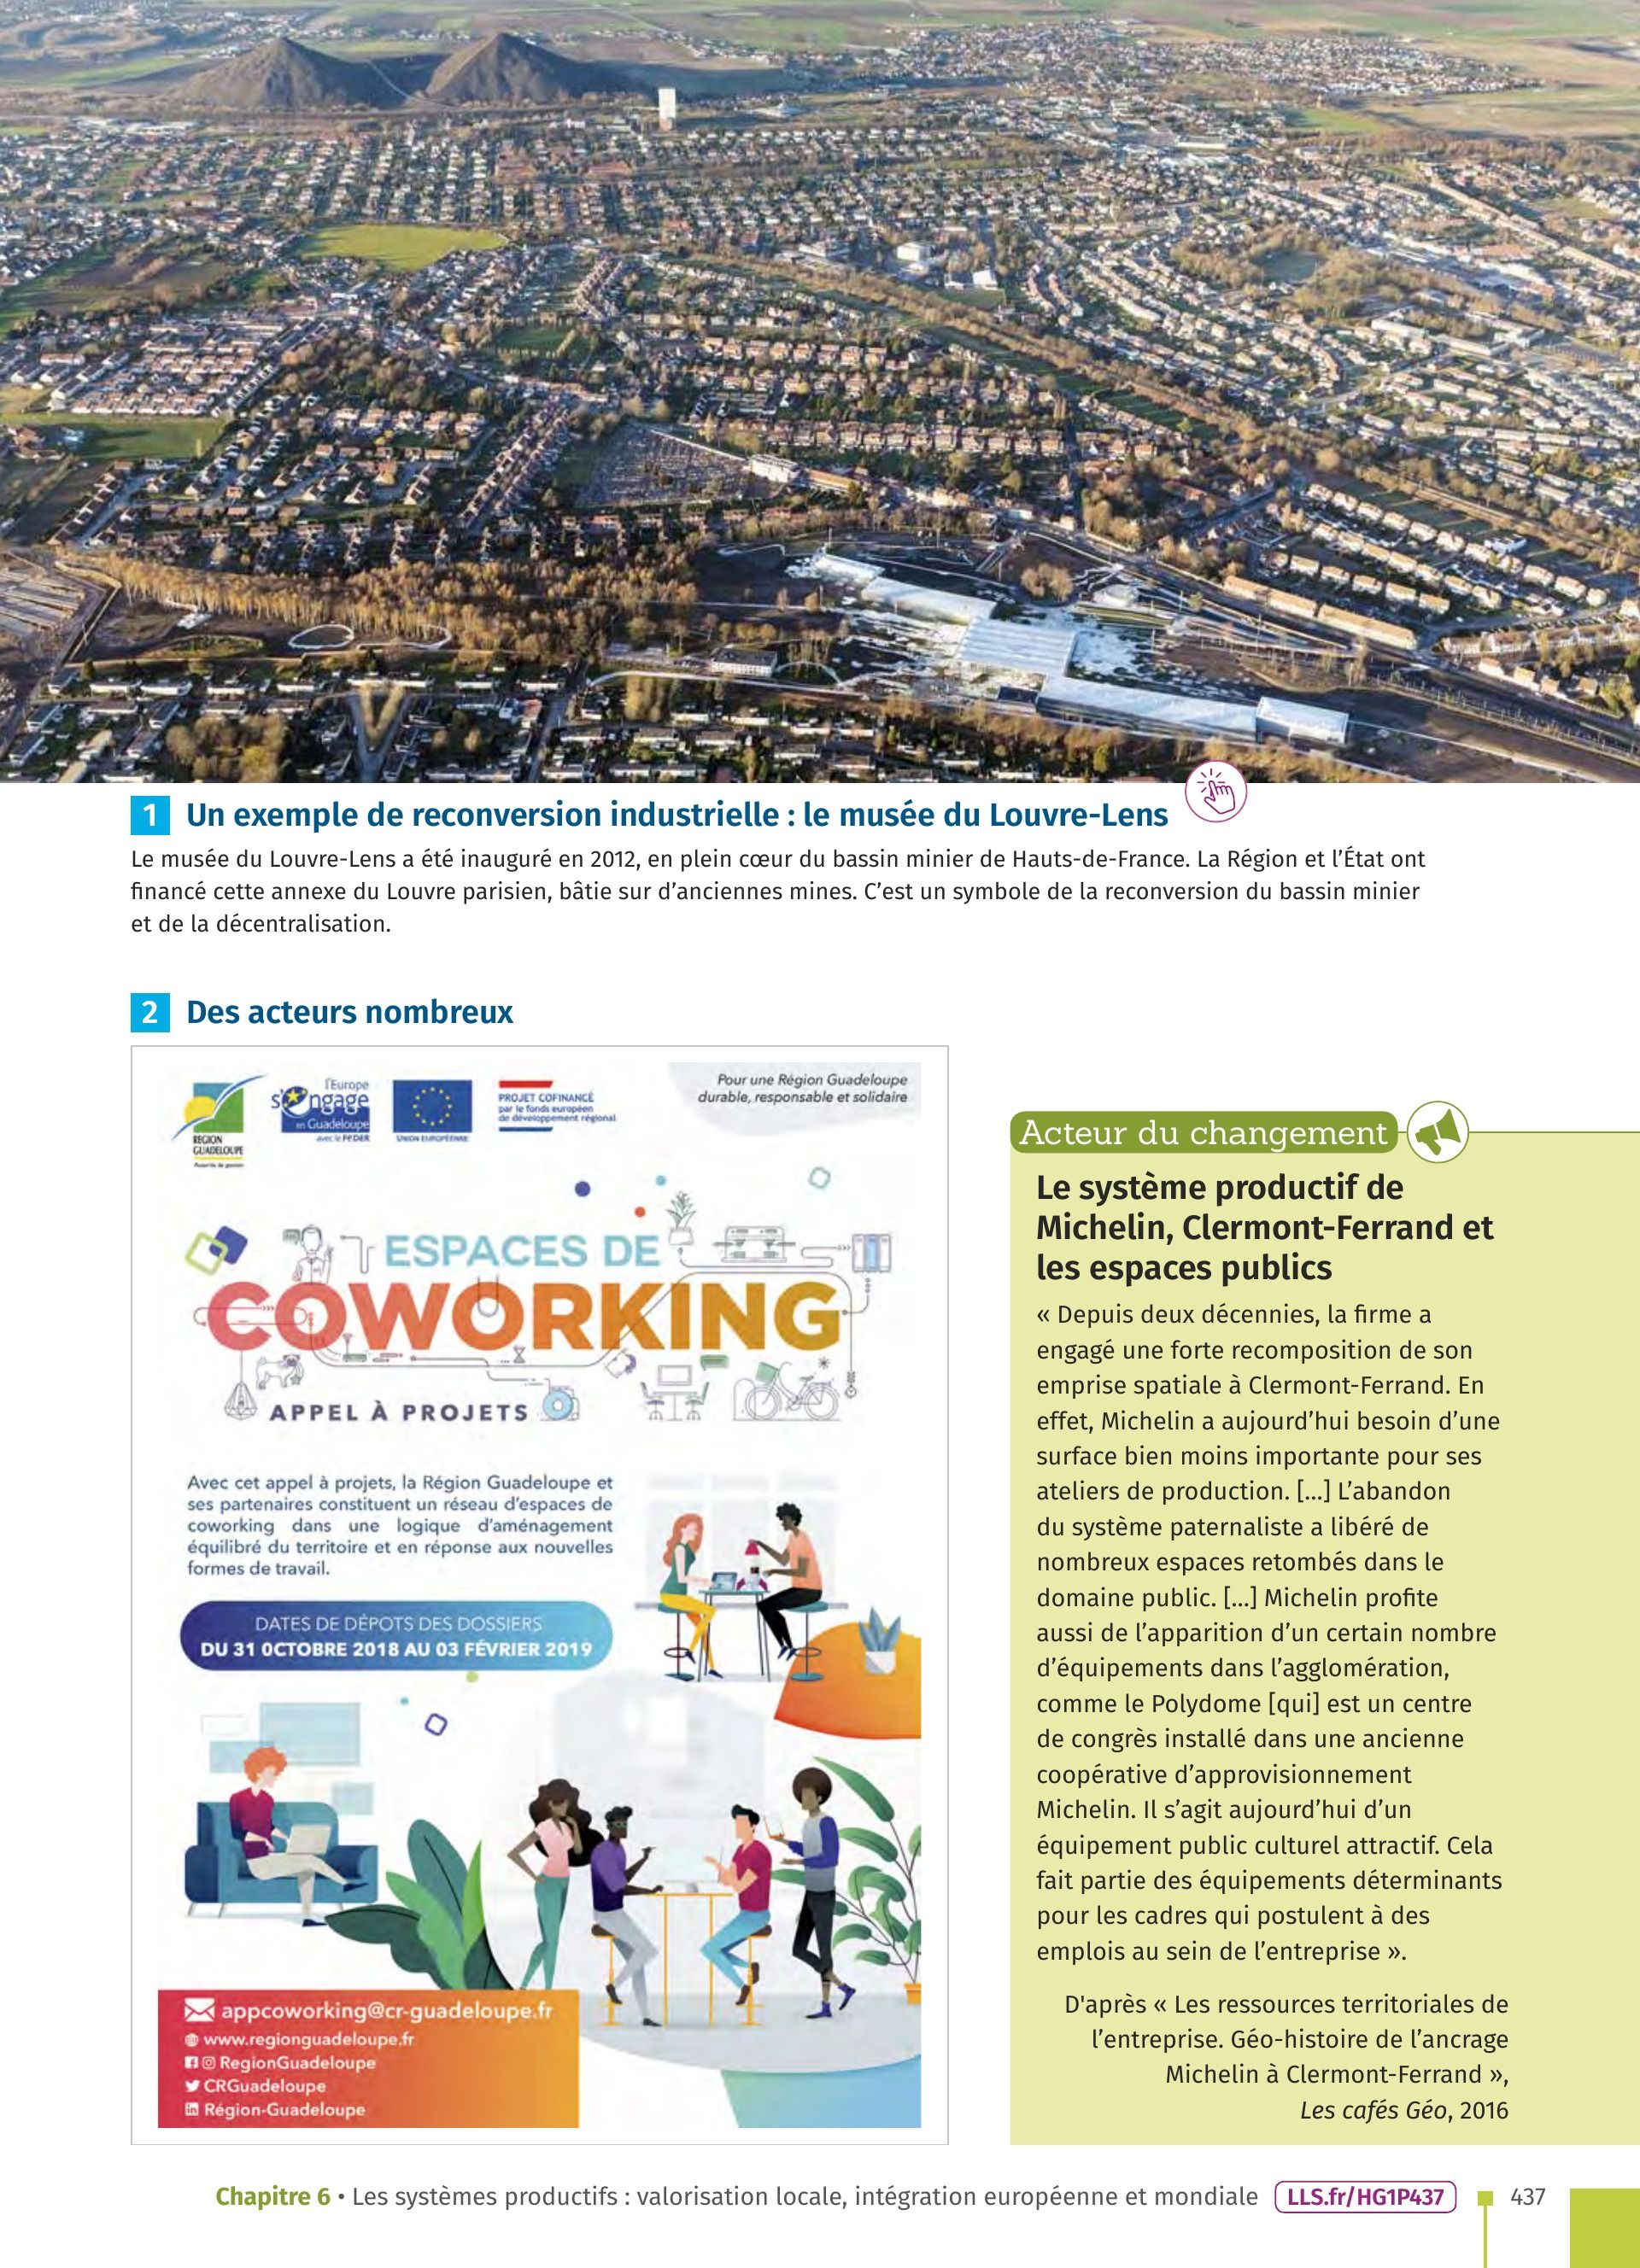 1 Un exemple de reconversion industrielle : le musée du Louvre-Lens
Le musée du Louvre-Lens a été inauguré en 2012, en plein cœur du bassin minier de Hauts-de-France. La Région et l’État ont
financé cette annexe du Louvre parisien, bâtie sur d’anciennes mines. C’est un symbole de la reconversion du bassin minier
et de la décentralisation.
2 Des acteurs nombreux
REGION
GUADELOUPE
Autorité de gestion
l'Europe
s'engage
en Guadeloupe
avec le FEDER
UNION EUROPÉENNE
PROJET COFINANCÉ
par le fonds européen
de développement régional
Pour une Région Guadeloupe
durable, responsable et solidaire
ESPACES DE
COWORKING
APPEL À PROJETS
Avec cet appel à projets, la Région Guadeloupe et
ses partenaires constituent un réseau d'espaces de
coworking dans une logique d'aménagement
équilibré du territoire et en réponse aux nouvelles
formes de travail.
DATES DE DÉPOTS DES DOSSIERS
DU 31 OCTOBRE 2018 AU 03 FÉVRIER 2019
appcoworking@cr-guadeloupe.fr
www.regionguadeloupe.fr
RegionGuadeloupe
CRGuadeloupe
Région-Guadeloupe
Acteur du changement
Le système productif de
Michelin, Clermont-Ferrand et
les espaces publics
« Depuis deux décennies, la firme a
engagé une forte recomposition de son
emprise spatiale à Clermont-Ferrand. En
effet, Michelin a aujourd’hui besoin d’une
surface bien moins importante pour ses
ateliers de production. [...] L’abandon
du système paternaliste a libéré de
nombreux espaces retombés dans le
domaine public. [...] Michelin profite
aussi de l’apparition d’un certain nombre
d’équipements dans l’agglomération,
comme le Polydome [qui] est un centre
de congrès installé dans une ancienne
coopérative d’approvisionnement
Michelin. Il s’agit aujourd’hui d’un
équipement public culturel attractif. Cela
fait partie des équipements déterminants
pour les cadres qui postulent à des
emplois au sein de l’entreprise ».
D'après « Les ressources territoriales de
l’entreprise. Géo-histoire de l’ancrage
Michelin à Clermont-Ferrand »,
Les cafés Géo, 2016
Chapitre 6 • Les systèmes productifs : valorisation locale, intégration européenne et mondiale LLS.fr/HG1P437 437